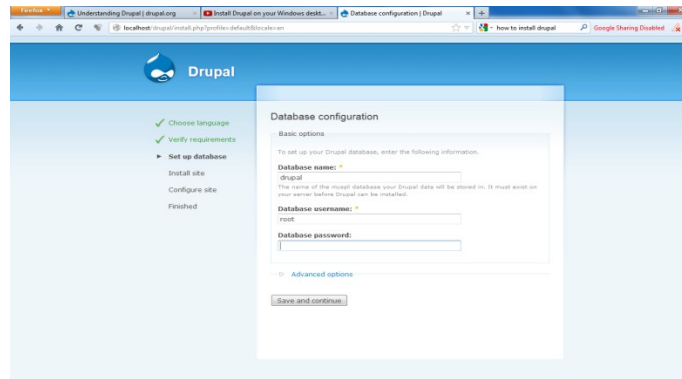 Firefox
Understanding Drupal | drupal.org
Install Drupal on your Windows deskt...
Database configuration | Drupal
localhost/drupal/install.php?profile=default&locale=en
how to install drupal
Google Sharing Disabled
Drupal
Choose language
Verify requirements
Set up database
Install site
Configure site
Finished
Database configuration
Basic options
To set up your Drupal database, enter the following information.
Database name: *
drupal
The name of the mysql database your Drupal data will be stored in. It must exist on
your server before Drupal can be installed.
Database username: *
root
Database password:
Advanced options
Save and continue